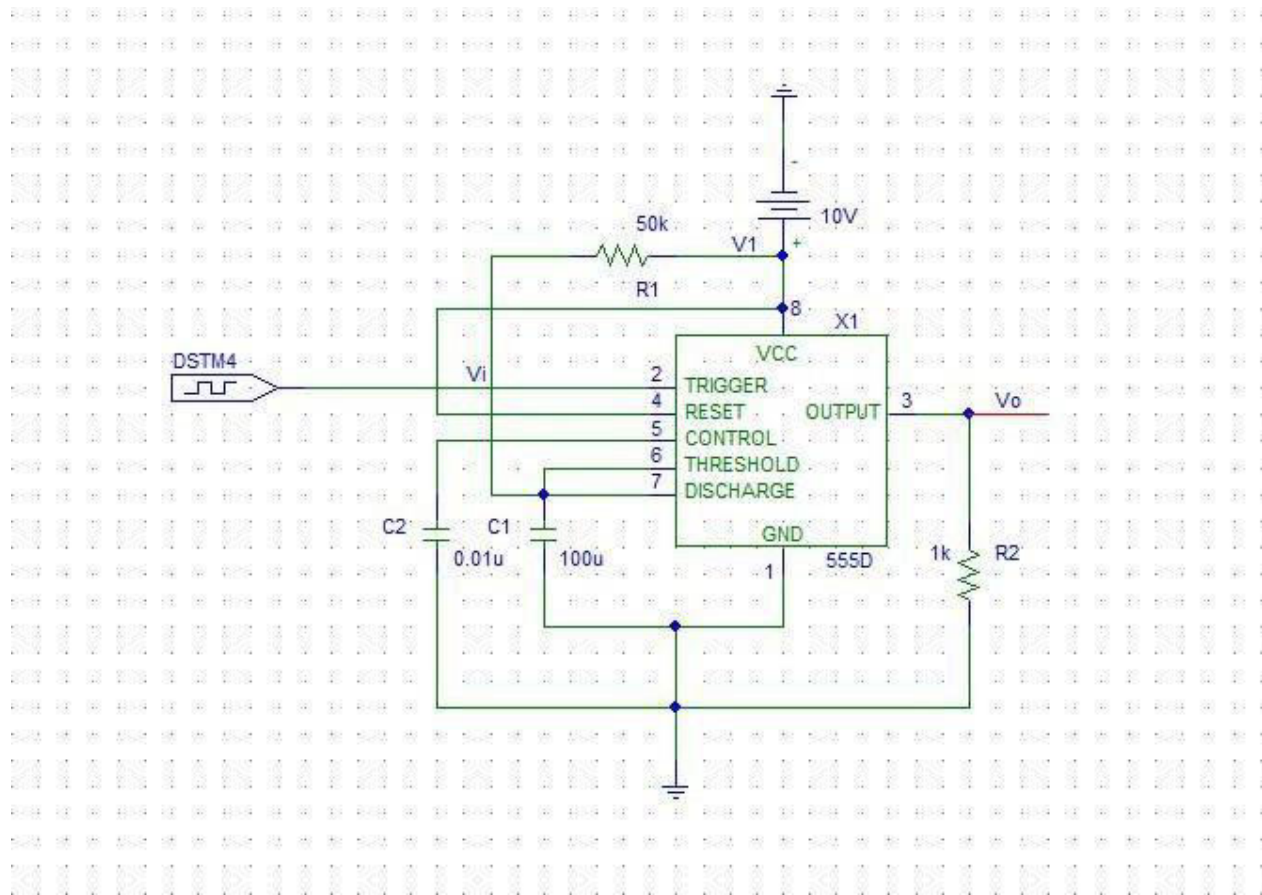 -
10V
50k
V1
+
R1
8
X1
VCC
DSTM4
Vi
2
TRIGGER
4
RESET
OUTPUT
3
Vo
5
CONTROL
6
THRESHOLD
7
DISCHARGE
C2
0.01u
C1
100u
GND
1
555D
1k
R2